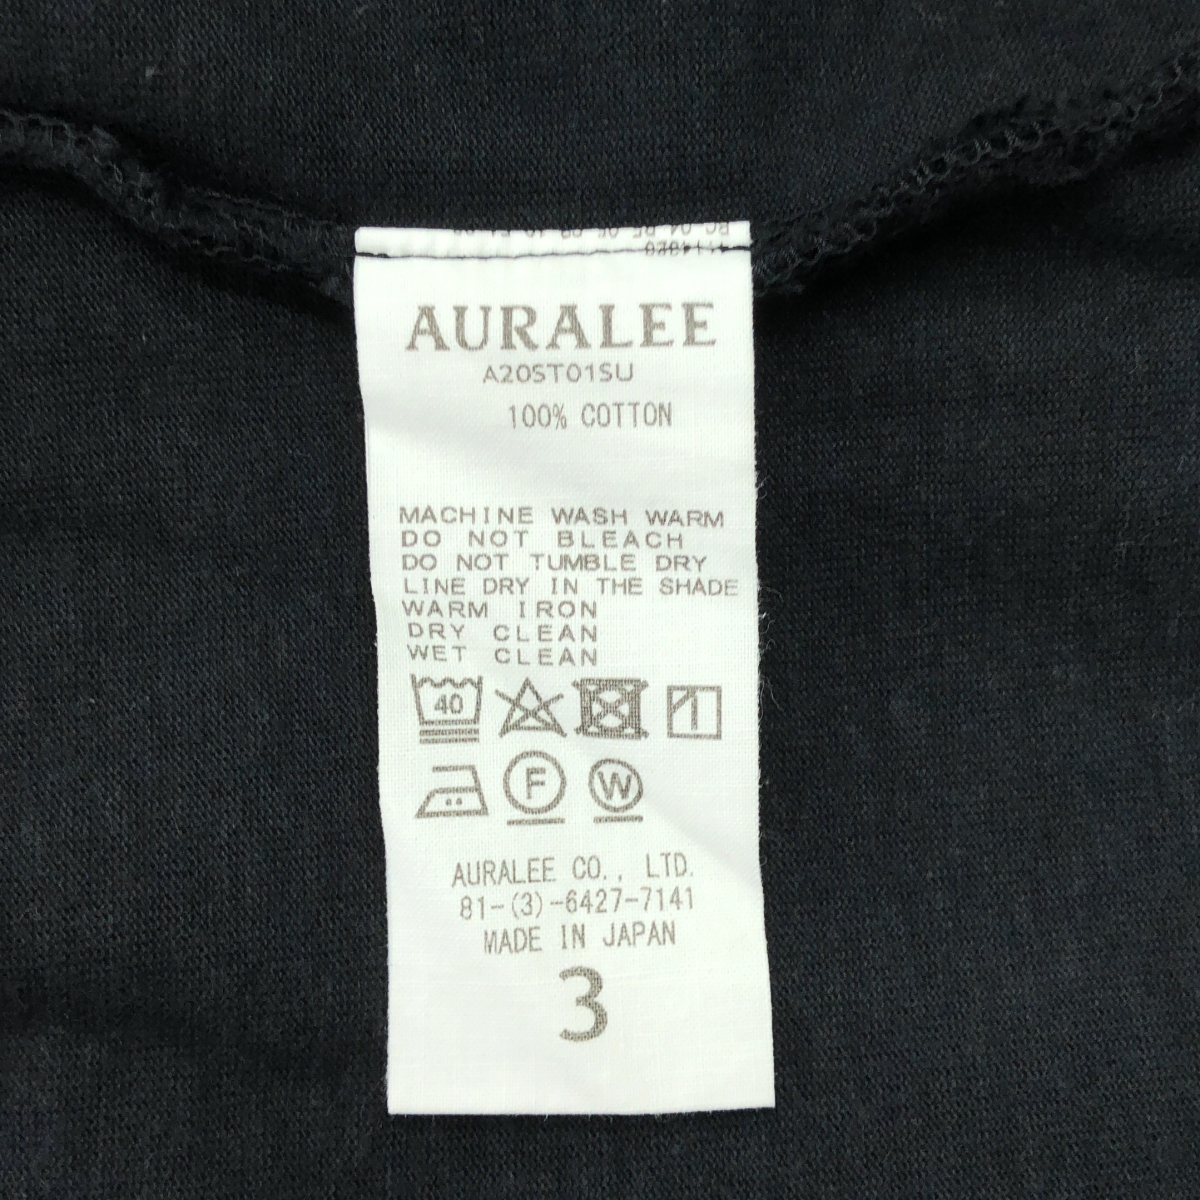 AURALEE
A20ST01SU
100% COTTON
MACHINE WASH WARM
DO NOT BLEACH
DO NOT TUMBLE DRY
LINE DRY IN THE SHADE
WARM IRON
DRY CLEAN
WET CLEAN
40
F W
AURALEE CO., LTD.
81-(3)-6427-7141
MADE IN JAPAN
3